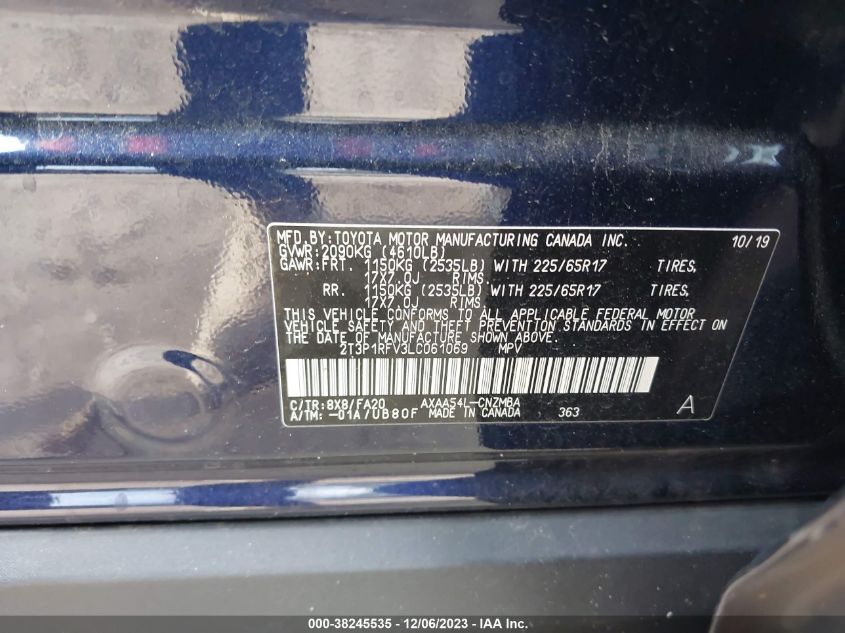 MFD BY:TOYOTA MOTOR MANUFACTURING CANADA INC. 10/19
GVWR:2090KG (4610LB)
GAWR:FRT. 1150KG (2535LB) WITH 225/65R17 TIRES,
17X7.0J RIMS.
RR. 1150KG (2535LB) WITH 225/65R17 TIRES,
17X7.0J RIMS.
THIS VEHICLE CONFORMS TO ALL APPLICABLE FEDERAL MOTOR
VEHICLE SAFETY AND THEFT PREVENTION STANDARDS IN EFFECT ON
THE DATE OF MANUFACTURE SHOWN ABOVE.
2T3P1RFV3LC061069 MPV
C/TR:8X8/FA20 AXAA54L-CNZMBA
A/TM:-01A/UB80F MADE IN CANADA 363 A
000-38245535 - 12/06/2023 - IAA Inc.